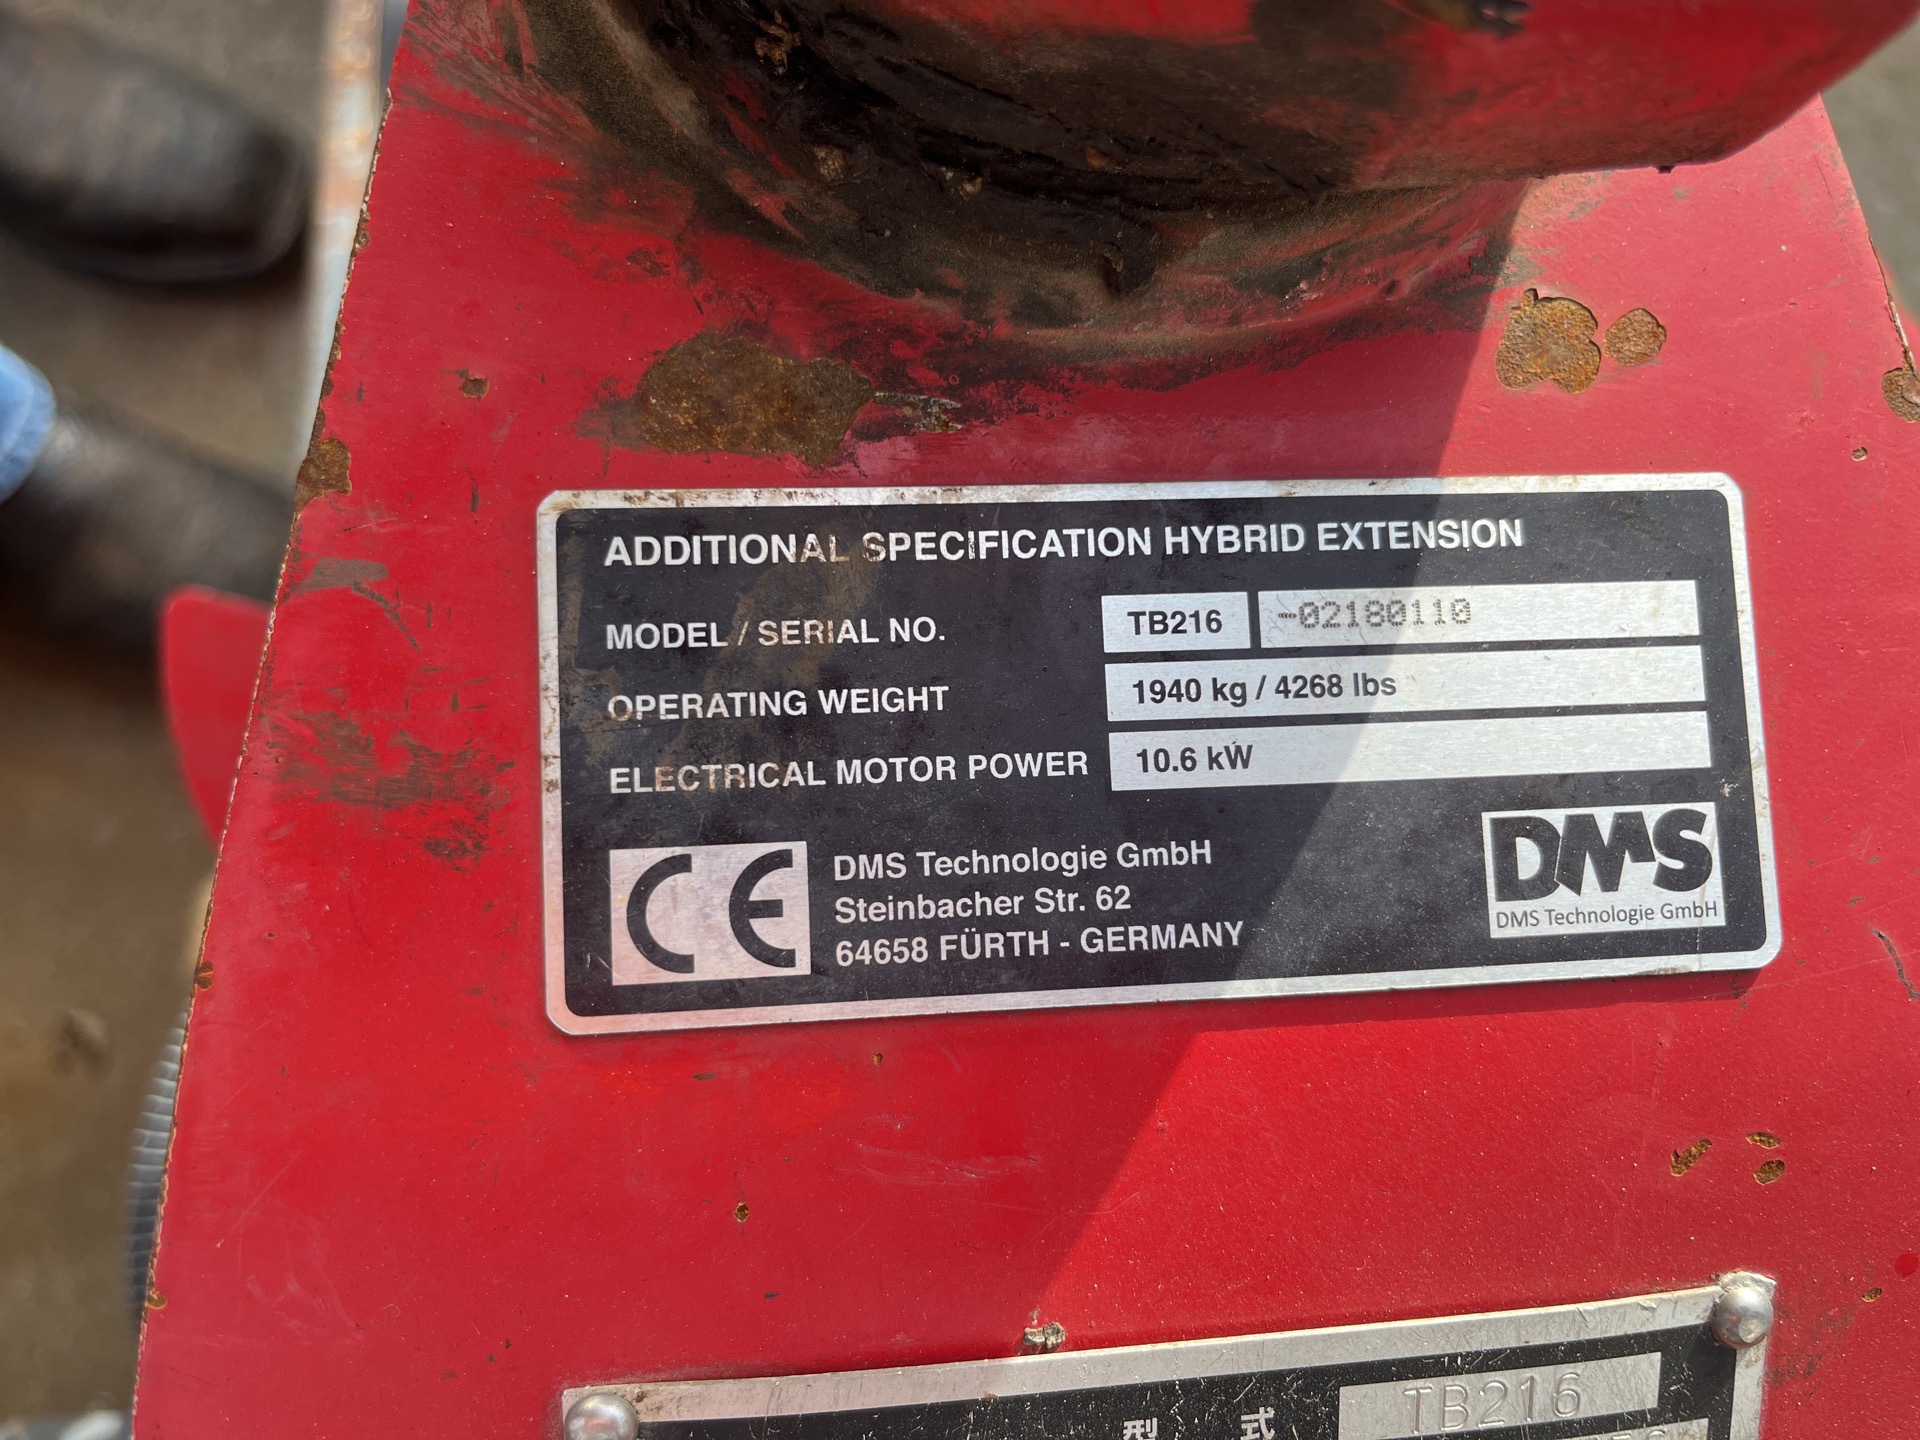 ADDITIONAL SPECIFICATION HYBRID EXTENSION
MODEL / SERIAL NO. TB216 -02180110
OPERATING WEIGHT 1940 kg / 4268 lbs
ELECTRICAL MOTOR POWER 10.6 kW
CE
DMS Technologie GmbH
Steinbacher Str. 62
64658 FÜRTH - GERMANY
DMS
DMS Technologie GmbH
型 式 TB216